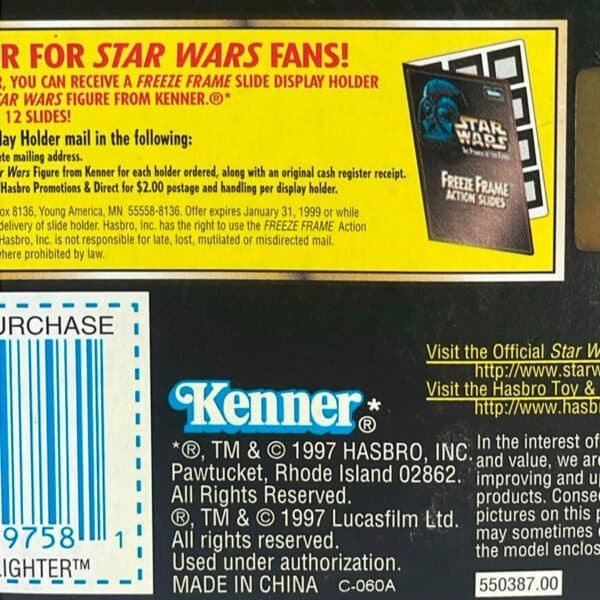 R FOR STAR WARS FANS!
R, YOU CAN RECEIVE A FREEZE FRAME SLIDE DISPLAY HOLDER
AR WARS FIGURE FROM KENNER.®*
12 SLIDES!
lay Holder mail in the following:
ete mailing address.
r Wars Figure from Kenner for each holder ordered, along with an original cash register receipt.
Hasbro Promotions & Direct for $2.00 postage and handling per display holder.
ox 8136, Young America, MN 55558-8136. Offer expires January 31, 1999 or while
delivery of slide holder. Hasbro, Inc. has the right to use the FREEZE FRAME Action
Hasbro, Inc. is not responsible for late, lost, mutilated or misdirected mail.
where prohibited by law.
STAR
WARS
FREEZE FRAME
ACTION SLIDES
URCHASE
9758 1
IGHTER™
Kenner®*
*®, TM & © 1997 HASBRO, INC.
Pawtucket, Rhode Island 02862.
All Rights Reserved.
®, TM & © 1997 Lucasfilm Ltd.
All rights reserved.
Used under authorization.
MADE IN CHINA C-060A
Visit the Official Star W
http://www.starw
Visit the Hasbro Toy &
http://www.hasb
In the interest of
and value, we are
improving and up
products. Conse
pictures on this p
may sometimes
the model enclos
550387.00